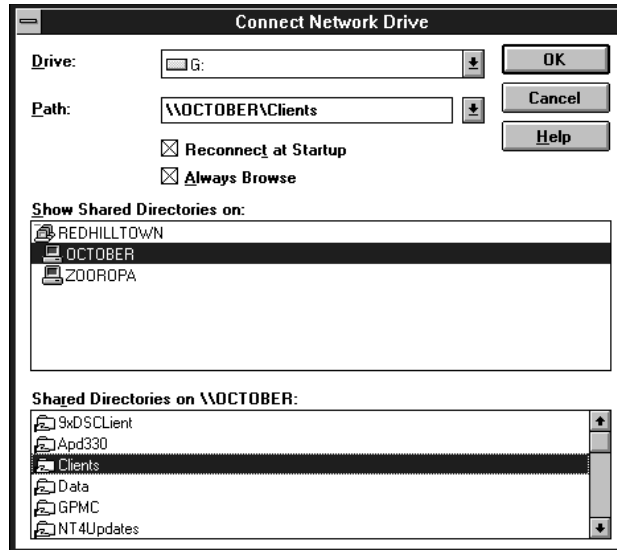 Connect Network Drive
Drive:
G:
OK
Path:
\\OCTOBER\Clients
Cancel
Reconnect at Startup
Help
Always Browse
Show Shared Directories on:
REDHILLTOWN
OCTOBER
ZOOROPA
Shared Directories on \\OCTOBER:
9xDSCLient
Apd330
Clients
Data
GPMC
NT4Updates